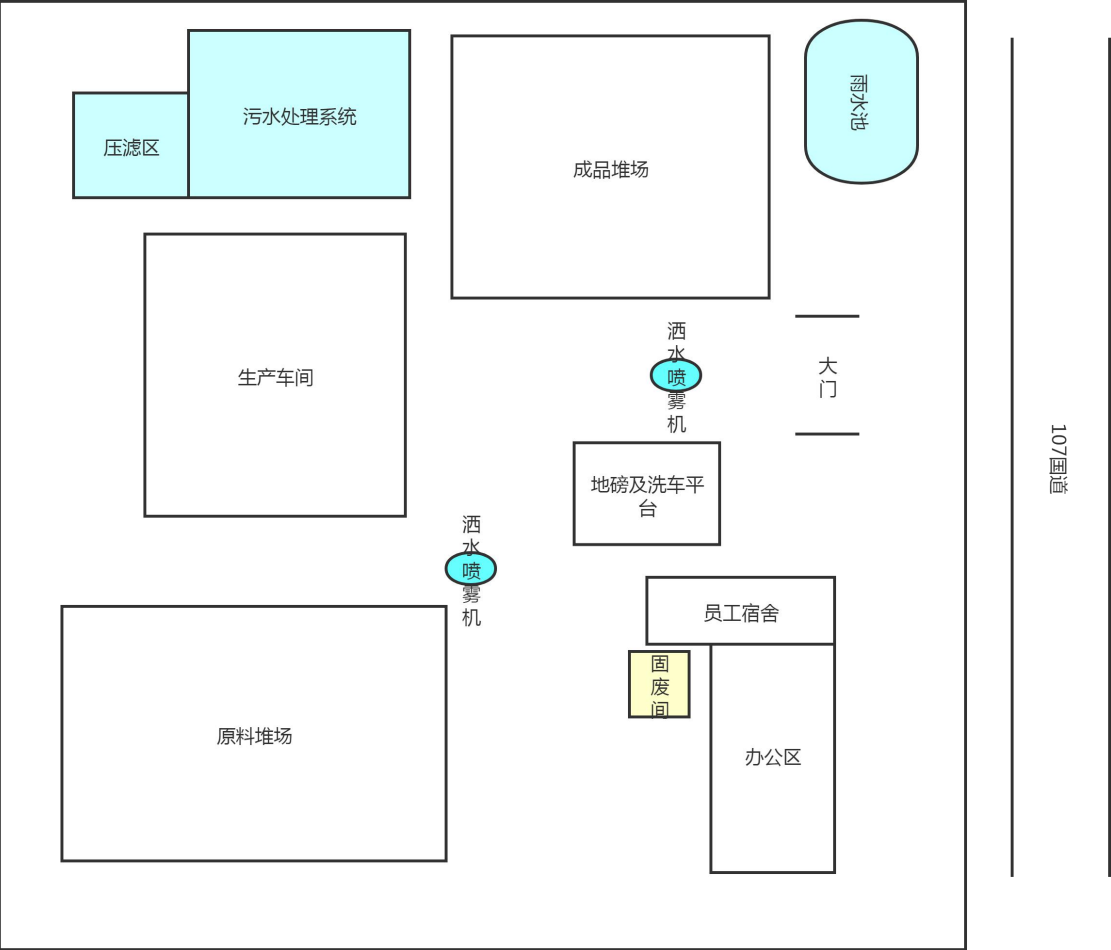 污水处理系统
压滤区
成品堆场
雨水池
生产车间
洒
水
喷
雾
机
大
门
107国道
地磅及洗车平
台
洒
水
喷
雾
机
员工宿舍
固
废
间
原料堆场
办公区